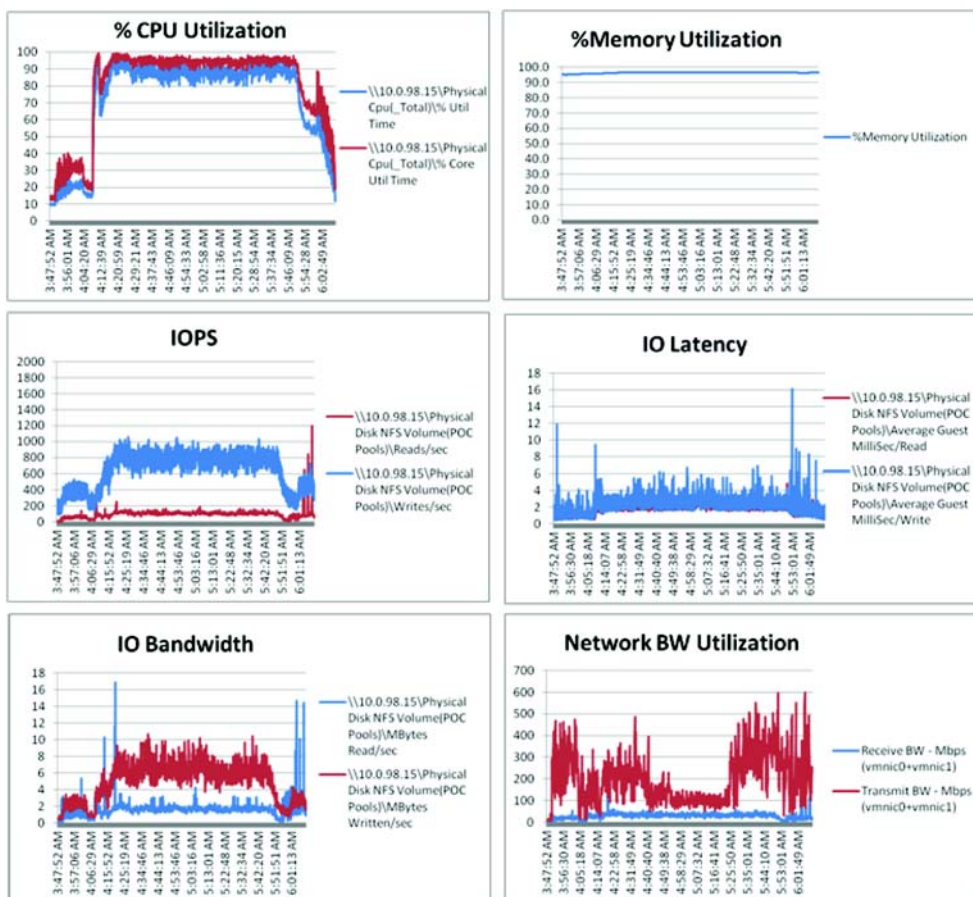 % CPU Utilization
100
90
80
70
60
50
40
30
20
10
0
3:47:52 AM
3:56:01 AM
4:04:20 AM
4:12:39 AM
4:20:59 AM
4:29:21 AM
4:37:43 AM
4:46:09 AM
4:54:33 AM
5:02:58 AM
5:11:36 AM
5:20:15 AM
5:28:54 AM
5:37:34 AM
5:46:09 AM
5:54:28 AM
6:02:49 AM
\\10.0.98.15\Physical
Cpu(_Total)\% Util
Time
\\10.0.98.15\Physical
Cpu(_Total)\% Core
Util Time
%Memory Utilization
100.0
90.0
80.0
70.0
60.0
50.0
40.0
30.0
20.0
10.0
0.0
3:47:52 AM
3:57:06 AM
4:06:29 AM
4:15:52 AM
4:25:19 AM
4:34:46 AM
4:44:13 AM
4:53:46 AM
5:03:16 AM
5:13:01 AM
5:22:48 AM
5:32:34 AM
5:42:20 AM
5:51:51 AM
6:01:13 AM
%Memory Utilization
IOPS
2000
1800
1600
1400
1200
1000
800
600
400
200
0
3:47:52 AM
3:57:06 AM
4:06:29 AM
4:15:52 AM
4:25:19 AM
4:34:46 AM
4:44:13 AM
4:53:46 AM
5:03:16 AM
5:13:01 AM
5:22:48 AM
5:32:34 AM
5:42:20 AM
5:51:51 AM
6:01:13 AM
\\10.0.98.15\Physical
Disk NFS Volume(POC
Pools)\Reads/sec
\\10.0.98.15\Physical
Disk NFS Volume(POC
Pools)\Writes/sec
IO Latency
18
16
14
12
10
8
6
4
2
0
3:47:52 AM
3:56:30 AM
4:05:18 AM
4:14:07 AM
4:22:58 AM
4:31:49 AM
4:40:40 AM
4:49:38 AM
4:58:29 AM
5:07:32 AM
5:16:41 AM
5:25:50 AM
5:35:01 AM
5:44:10 AM
5:53:01 AM
6:01:49 AM
\\10.0.98.15\Physical
Disk NFS Volume(POC
Pools)\Average Guest
MilliSec/Read
\\10.0.98.15\Physical
Disk NFS Volume(POC
Pools)\Average Guest
MilliSec/Write
IO Bandwidth
18
16
14
12
10
8
6
4
2
0
3:47:52 AM
3:57:06 AM
4:06:29 AM
4:15:52 AM
4:25:19 AM
4:34:46 AM
4:44:13 AM
4:53:46 AM
5:03:16 AM
5:13:01 AM
5:22:48 AM
5:32:34 AM
5:42:20 AM
5:51:51 AM
6:01:13 AM
\\10.0.98.15\Physical
Disk NFS Volume(POC
Pools)\MBytes
Read/sec
\\10.0.98.15\Physical
Disk NFS Volume(POC
Pools)\MBytes
Written/sec
Network BW Utilization
700
600
500
400
300
200
100
0
3:47:52 AM
3:56:30 AM
4:05:18 AM
4:14:07 AM
4:22:58 AM
4:31:49 AM
4:40:40 AM
4:49:38 AM
4:58:29 AM
5:07:32 AM
5:16:41 AM
5:25:50 AM
5:35:01 AM
5:44:10 AM
5:53:01 AM
6:01:49 AM
Receive BW - Mbps
(vmnic0+vmnic1)
Transmit BW - Mbps
(vmnic0+vmnic1)